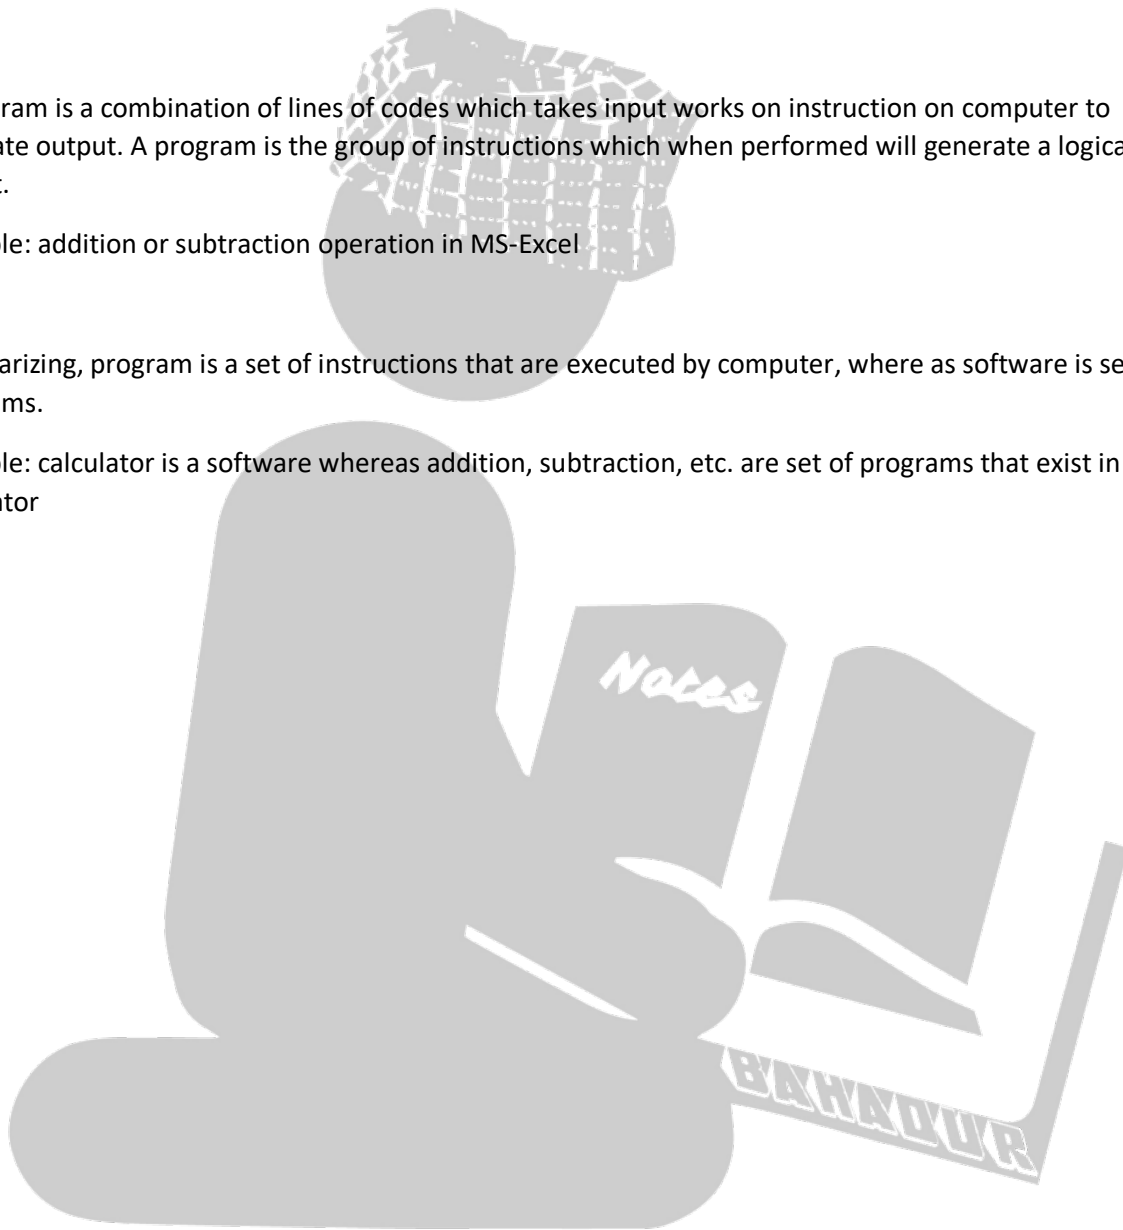 ram is a combination of lines of codes which takes input works on instruction on computer to
ate output. A program is the group of instructions which when performed will generate a logica
t.
le: addition or subtraction operation in MS-Excel
arizing, program is a set of instructions that are executed by computer, where as software is se
ms.
le: calculator is a software whereas addition, subtraction, etc. are set of programs that exist in
ator
Notes
BAHADUR